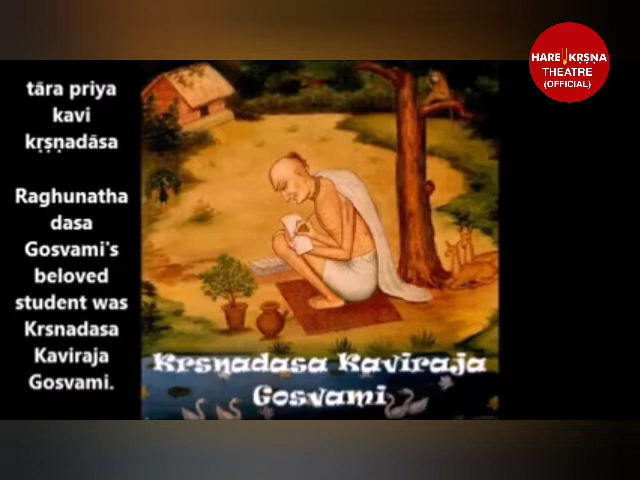 tāra priya
kavi
kṛṣṇadāsa
Raghunatha
dasa
Gosvami's
beloved
student was
Krsnadasa
Kaviraja
Gosvami.
Krsṇadasa Kaviraja
Gosvami
HARE KṚṢṆA
THEATRE
(OFFICIAL)